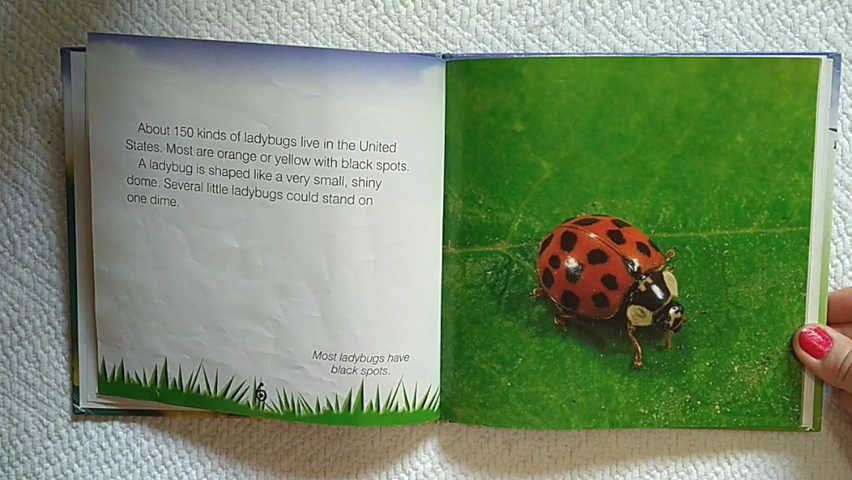 About 150 kinds of ladybugs live in the United
States. Most are orange or yellow with black spots.
A ladybug is shaped like a very small, shiny
dome. Several little ladybugs could stand on
one dime.
Most ladybugs have
black spots.
6